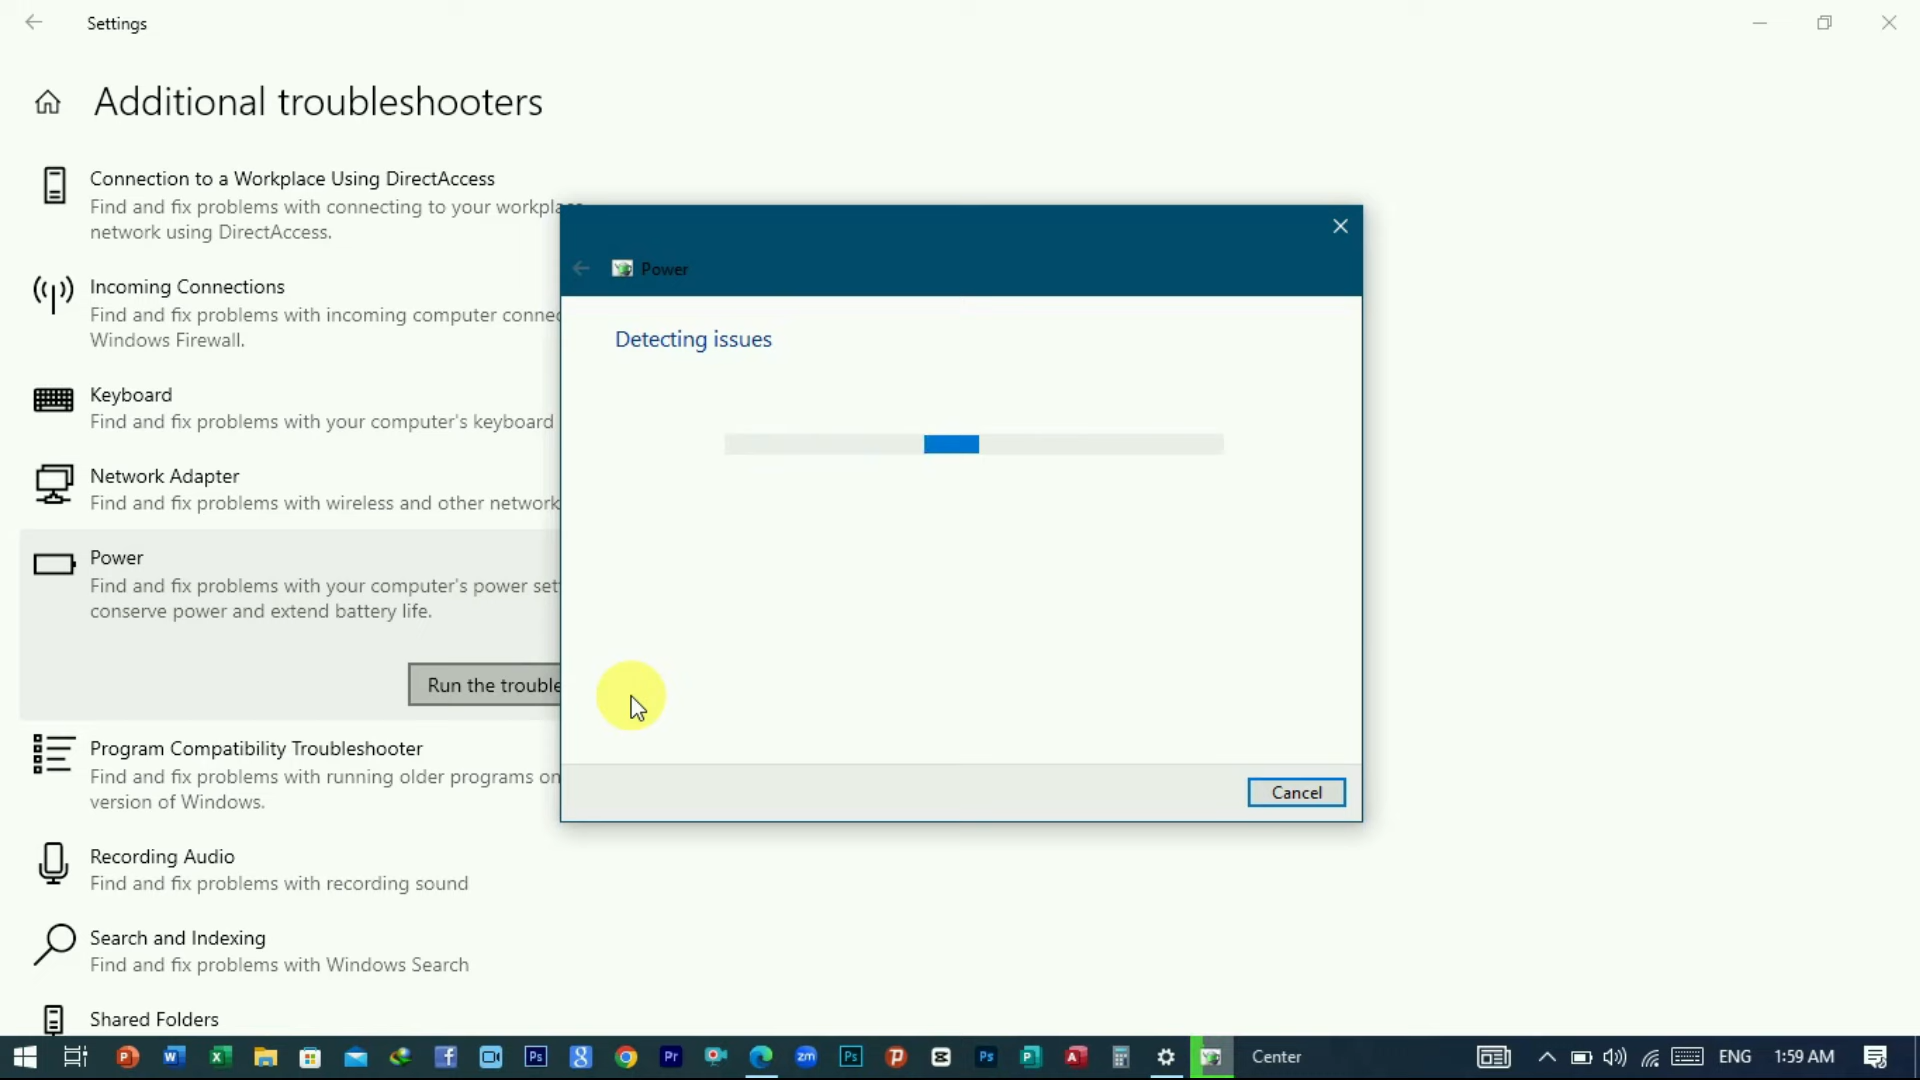 Settings
Additional troubleshooters
Connection to a Workplace Using DirectAccess
Find and fix problems with connecting to your workplace
network using DirectAccess.
Incoming Connections
Find and fix problems with incoming computer connec
Windows Firewall.
Keyboard
Find and fix problems with your computer's keyboard
Network Adapter
Find and fix problems with wireless and other network
Power
Find and fix problems with your computer's power set
conserve power and extend battery life.
Run the trouble
Program Compatibility Troubleshooter
Find and fix problems with running older programs on
version of Windows.
Recording Audio
Find and fix problems with recording sound
Search and Indexing
Find and fix problems with Windows Search
Shared Folders
Power
Detecting issues
Cancel
Center
ENG
1:59 AM